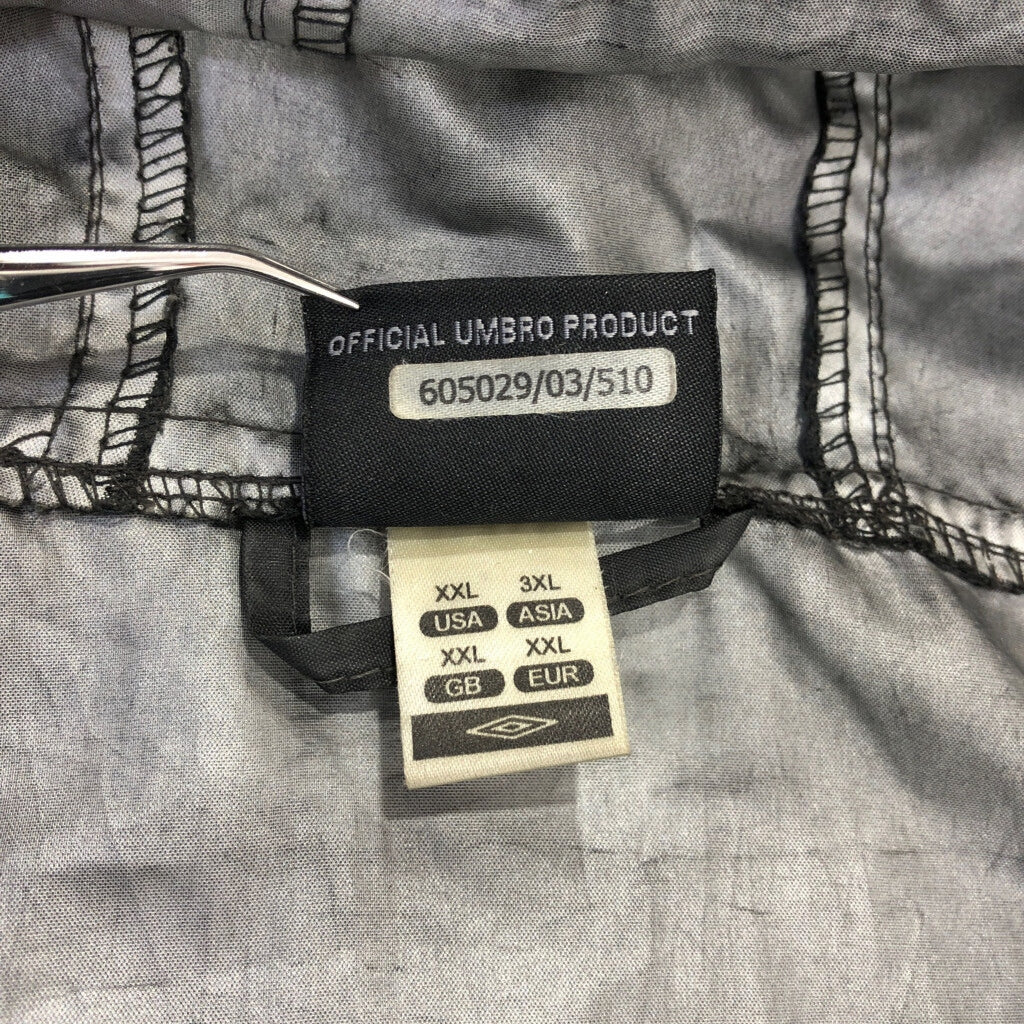 OFFICIAL UMBRO PRODUCT
605029/03/510
XXL 3XL
USA ASIA
XXL XXL
GB EUR